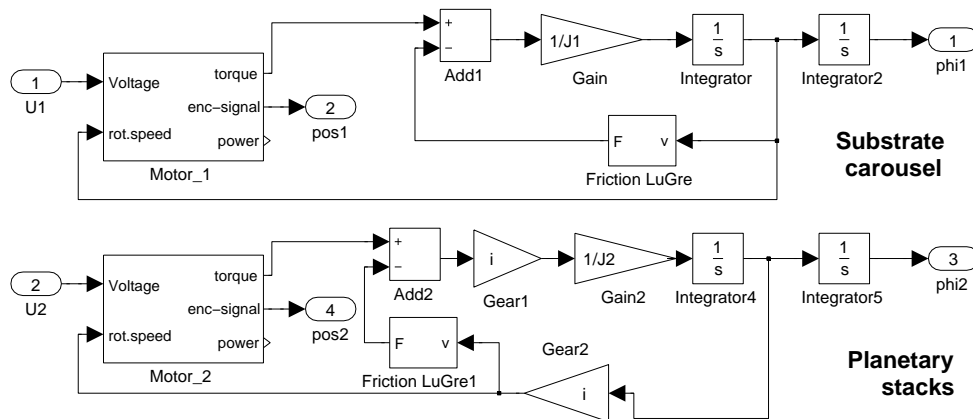 1
U1
Voltage
rot.speed
torque
enc−signal
power
Motor_1
2
pos1
+
−
Add1
1/J1
Gain
1
s
Integrator
1
s
Integrator2
1
phi1
F
v
Friction LuGre
Substrate
carousel
2
U2
Voltage
rot.speed
torque
enc−signal
power
Motor_2
4
pos2
+
−
Add2
i
Gear1
1/J2
Gain2
1
s
Integrator4
1
s
Integrator5
3
phi2
F
v
Friction LuGre1
Gear2
i
Planetary
stacks